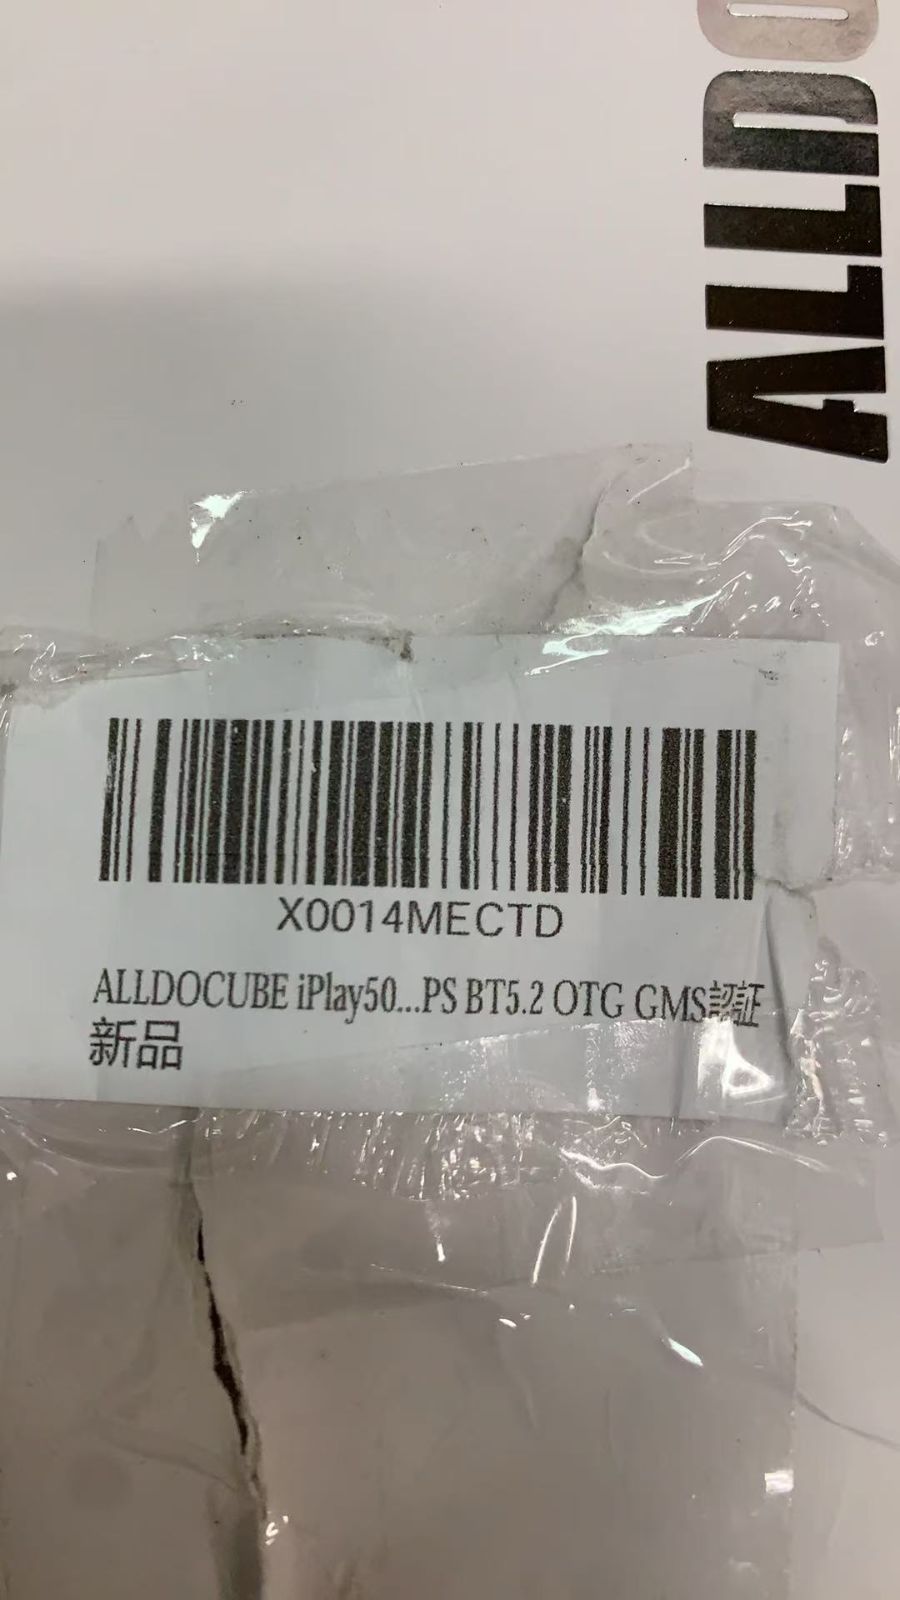 ALLDO
X0014MECTD
ALLDOCUBE iPlay50...PS BT5.2 OTG GMS認証
新品